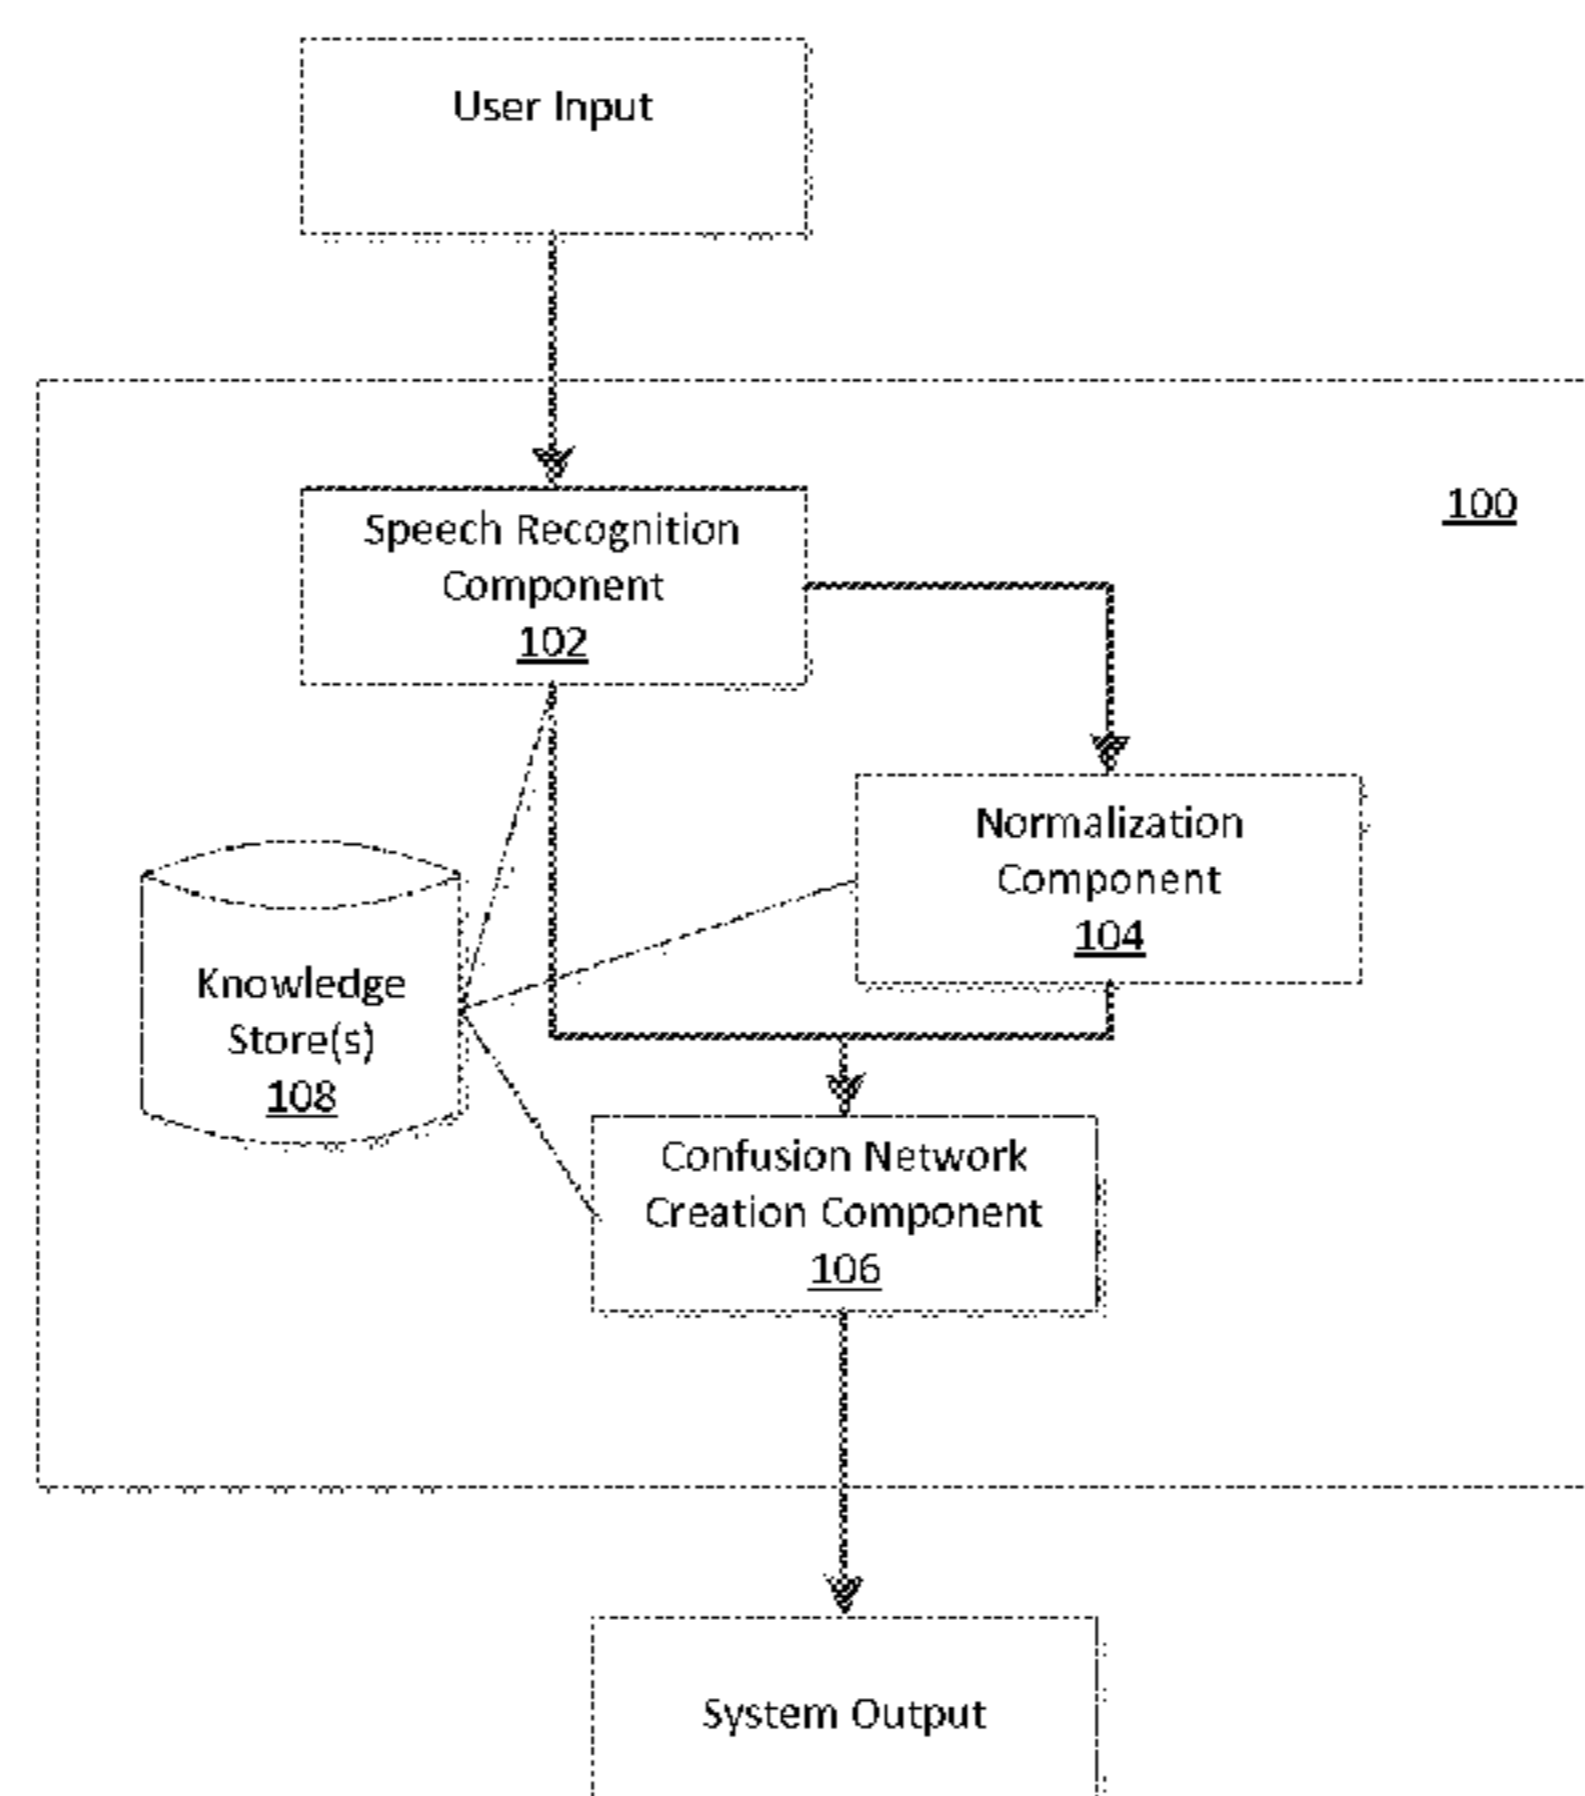 User Input
100
Speech Recognition
Component
102
Normalization
Component
104
Knowledge
Store(s)
108
Confusion Network
Creation Component
106
System Output